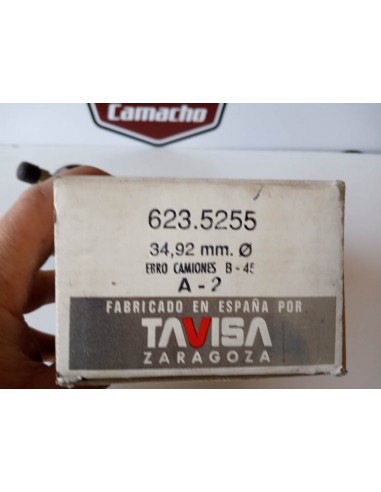 Camacho
623.5255
34,92 mm. Ø
EBRO CAMIONES B-45
A-2
FABRICADO EN ESPAÑA POR
TAVISA
ZARAGOZA